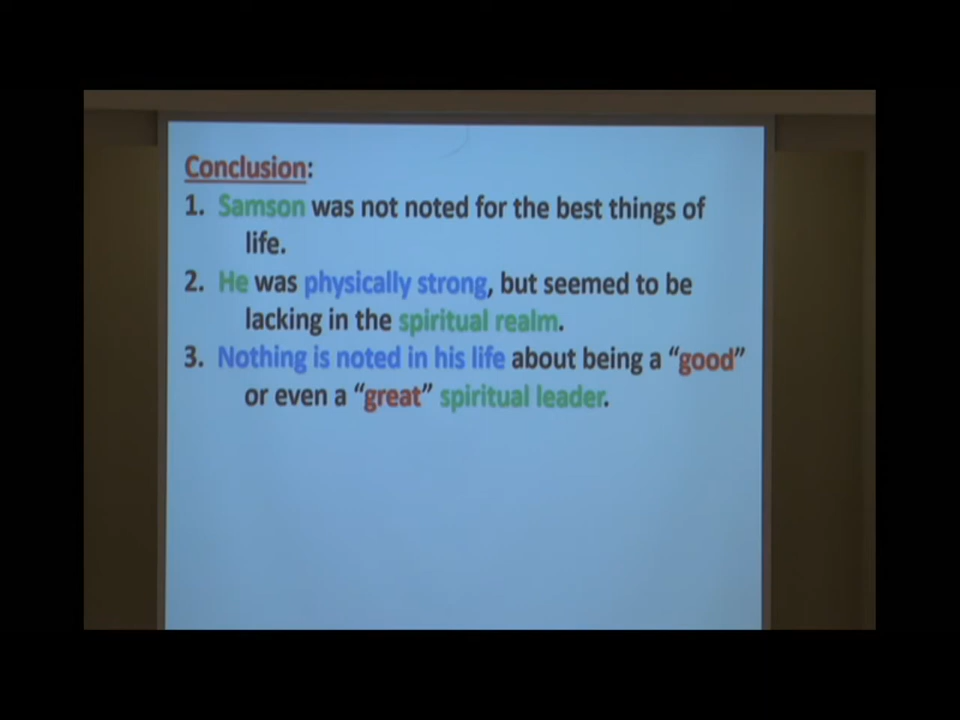 Conclusion:
1. Samson was not noted for the best things of
life.
2. He was physically strong, but seemed to be
lacking in the spiritual realm.
3. Nothing is noted in his life about being a “good”
or even a “great” spiritual leader.